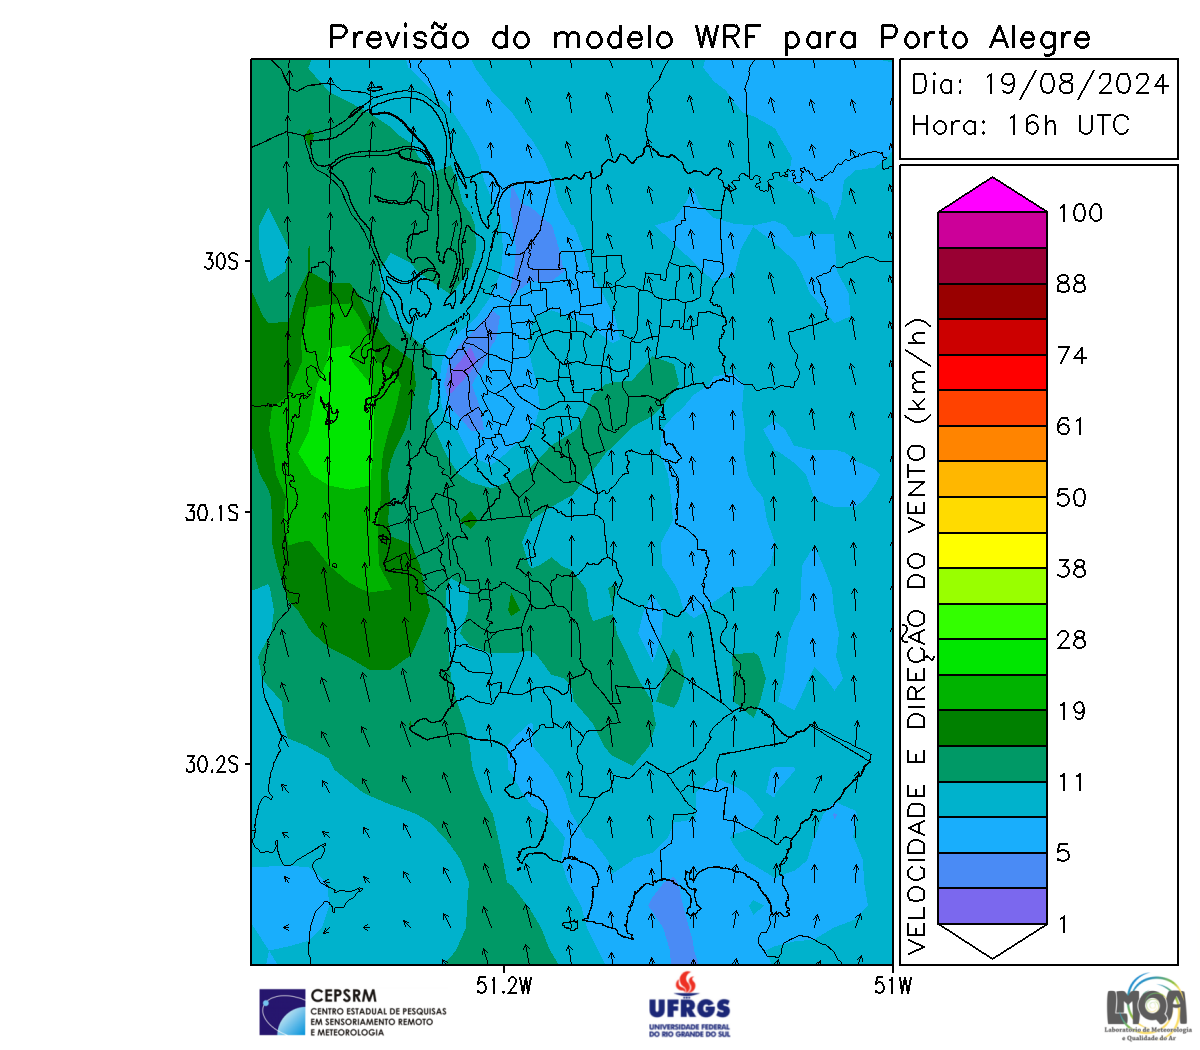 Previsão do modelo WRF para Porto Alegre
Dia: 19/08/2024
Hora: 16h UTC
100
88
74
61
50
38
28
19
11
5
1
VELOCIDADE E DIREÇÃO DO VENTO (km/h)
30S
30.1S
30.2S
51.2W
51W
CEPSRM
CENTRO ESTADUAL DE PESQUISAS
EM SENSORIAMENTO REMOTO
E METEOROLOGIA
UFRGS
UNIVERSIDADE FEDERAL
DO RIO GRANDE DO SUL
LMQA
Laboratório de Meteorologia
e Qualidade do Ar